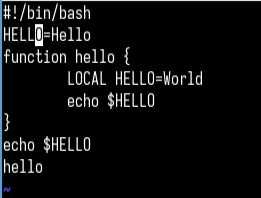 #!/bin/bash
HELLO=Hello
function hello {
        LOCAL HELLO=World
        echo $HELLO
}
echo $HELLO
hello
~